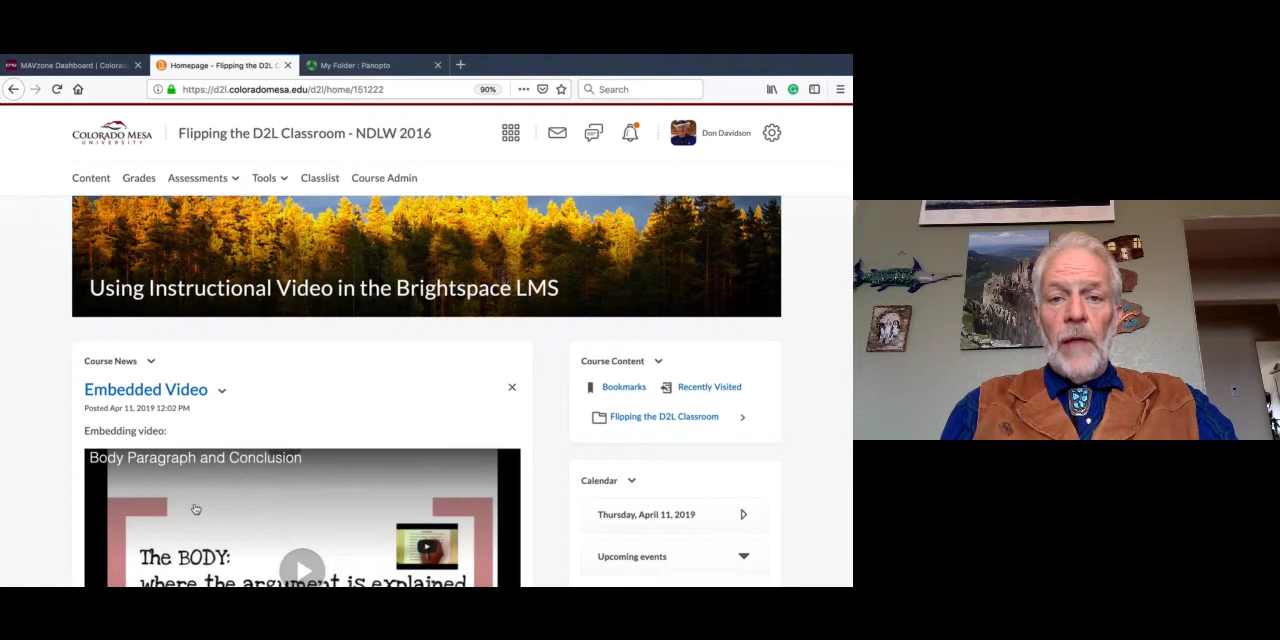 MAVzone Dashboard | Colorad
Homepage - Flipping the D2L C
My Folder : Panopto
https://d2l.coloradomesa.edu/d2l/home/151222
90%
Search
COLORADO MESA
UNIVERSITY
Flipping the D2L Classroom - NDLW 2016
Don Davidson
Content
Grades
Assessments
Tools
Classlist
Course Admin
Using Instructional Video in the Brightspace LMS
Course News
Embedded Video
Posted Apr 11, 2019 12:02 PM
Embedding video:
Body Paragraph and Conclusion
The BODY:
where the argument is explained
Course Content
Bookmarks
Recently Visited
Flipping the D2L Classroom
Calendar
Thursday, April 11, 2019
Upcoming events